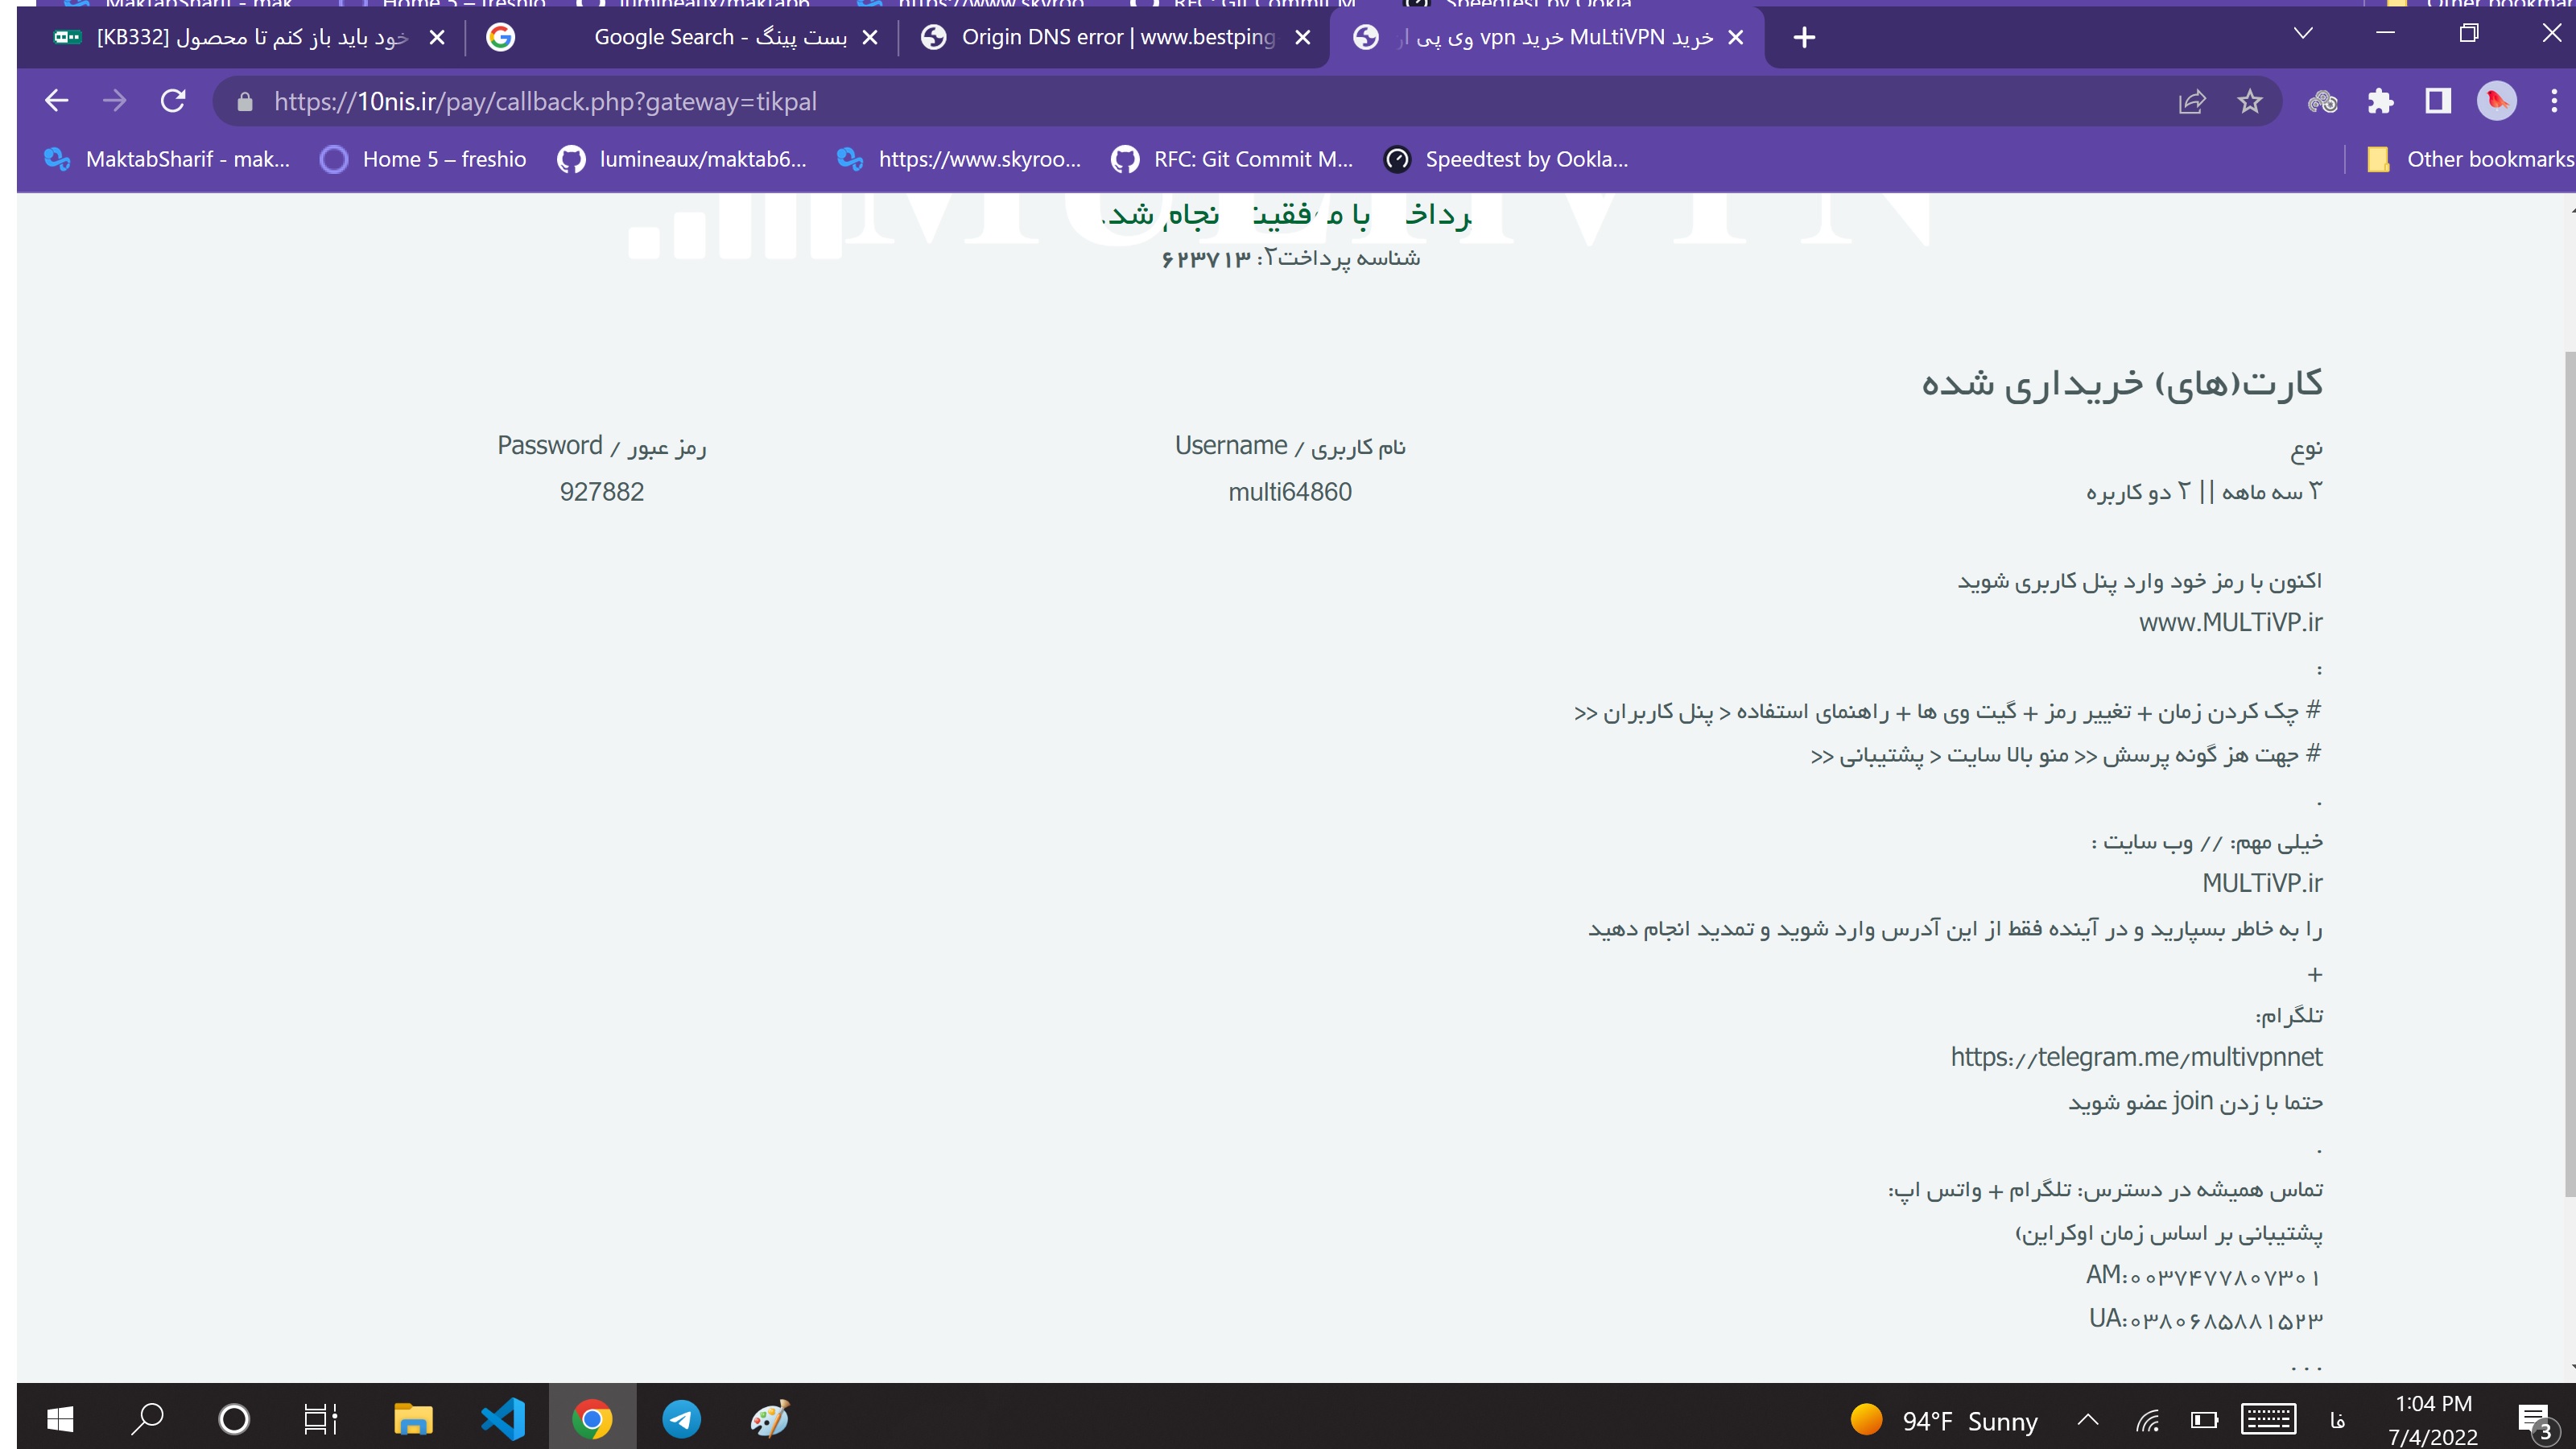 [KB332] خود باید باز کنم تا محصول
بست پینگ - Google Search
Origin DNS error | www.bestping
خرید MuLtiVPN خرید vpn وی پی
https://10nis.ir/pay/callback.php?gateway=tikpal
MaktabSharif - mak...
Home 5 – freshio
lumineaux/maktab6...
https://www.skyroo...
RFC: Git Commit M...
Speedtest by Ookla...
Other bookmarks
MULTIVPN
پرداخت با موفقیت انجام شد.
شناسه پرداخت۲: ۶۲۳۷۱۳
کارت(های) خریداری شده
نوع
نام کاربری / Username
رمز عبور / Password
۳ سه ماهه || ۲ دو کاربره
multi64860
927882
اکنون با رمز خود وارد پنل کاربری شوید
www.MULTiVP.ir
:
# چک کردن زمان + تغییر رمز + گیت وی ها + راهنمای استفاده < پنل کاربران <<
# جهت هز گونه پرسش << منو بالا سایت < پشتیبانی <<
.
خیلی مهم: // وب سایت :
MULTiVP.ir
را به خاطر بسپارید و در آینده فقط از این آدرس وارد شوید و تمدید انجام دهید
+
تلگرام:
https://telegram.me/multivpnnet
حتما با زدن join عضو شوید
.
تماس همیشه در دسترس: تلگرام + واتس اپ:
پشتیبانی بر اساس زمان اوکراین)
AM:۰۰۳۷۴۷۷۸۰۷۳۰۱
UA:۰۳۸۰۶۸۵۸۸۱۵۲۳
...
94°F Sunny
فا
1:04 PM
7/4/2022
3